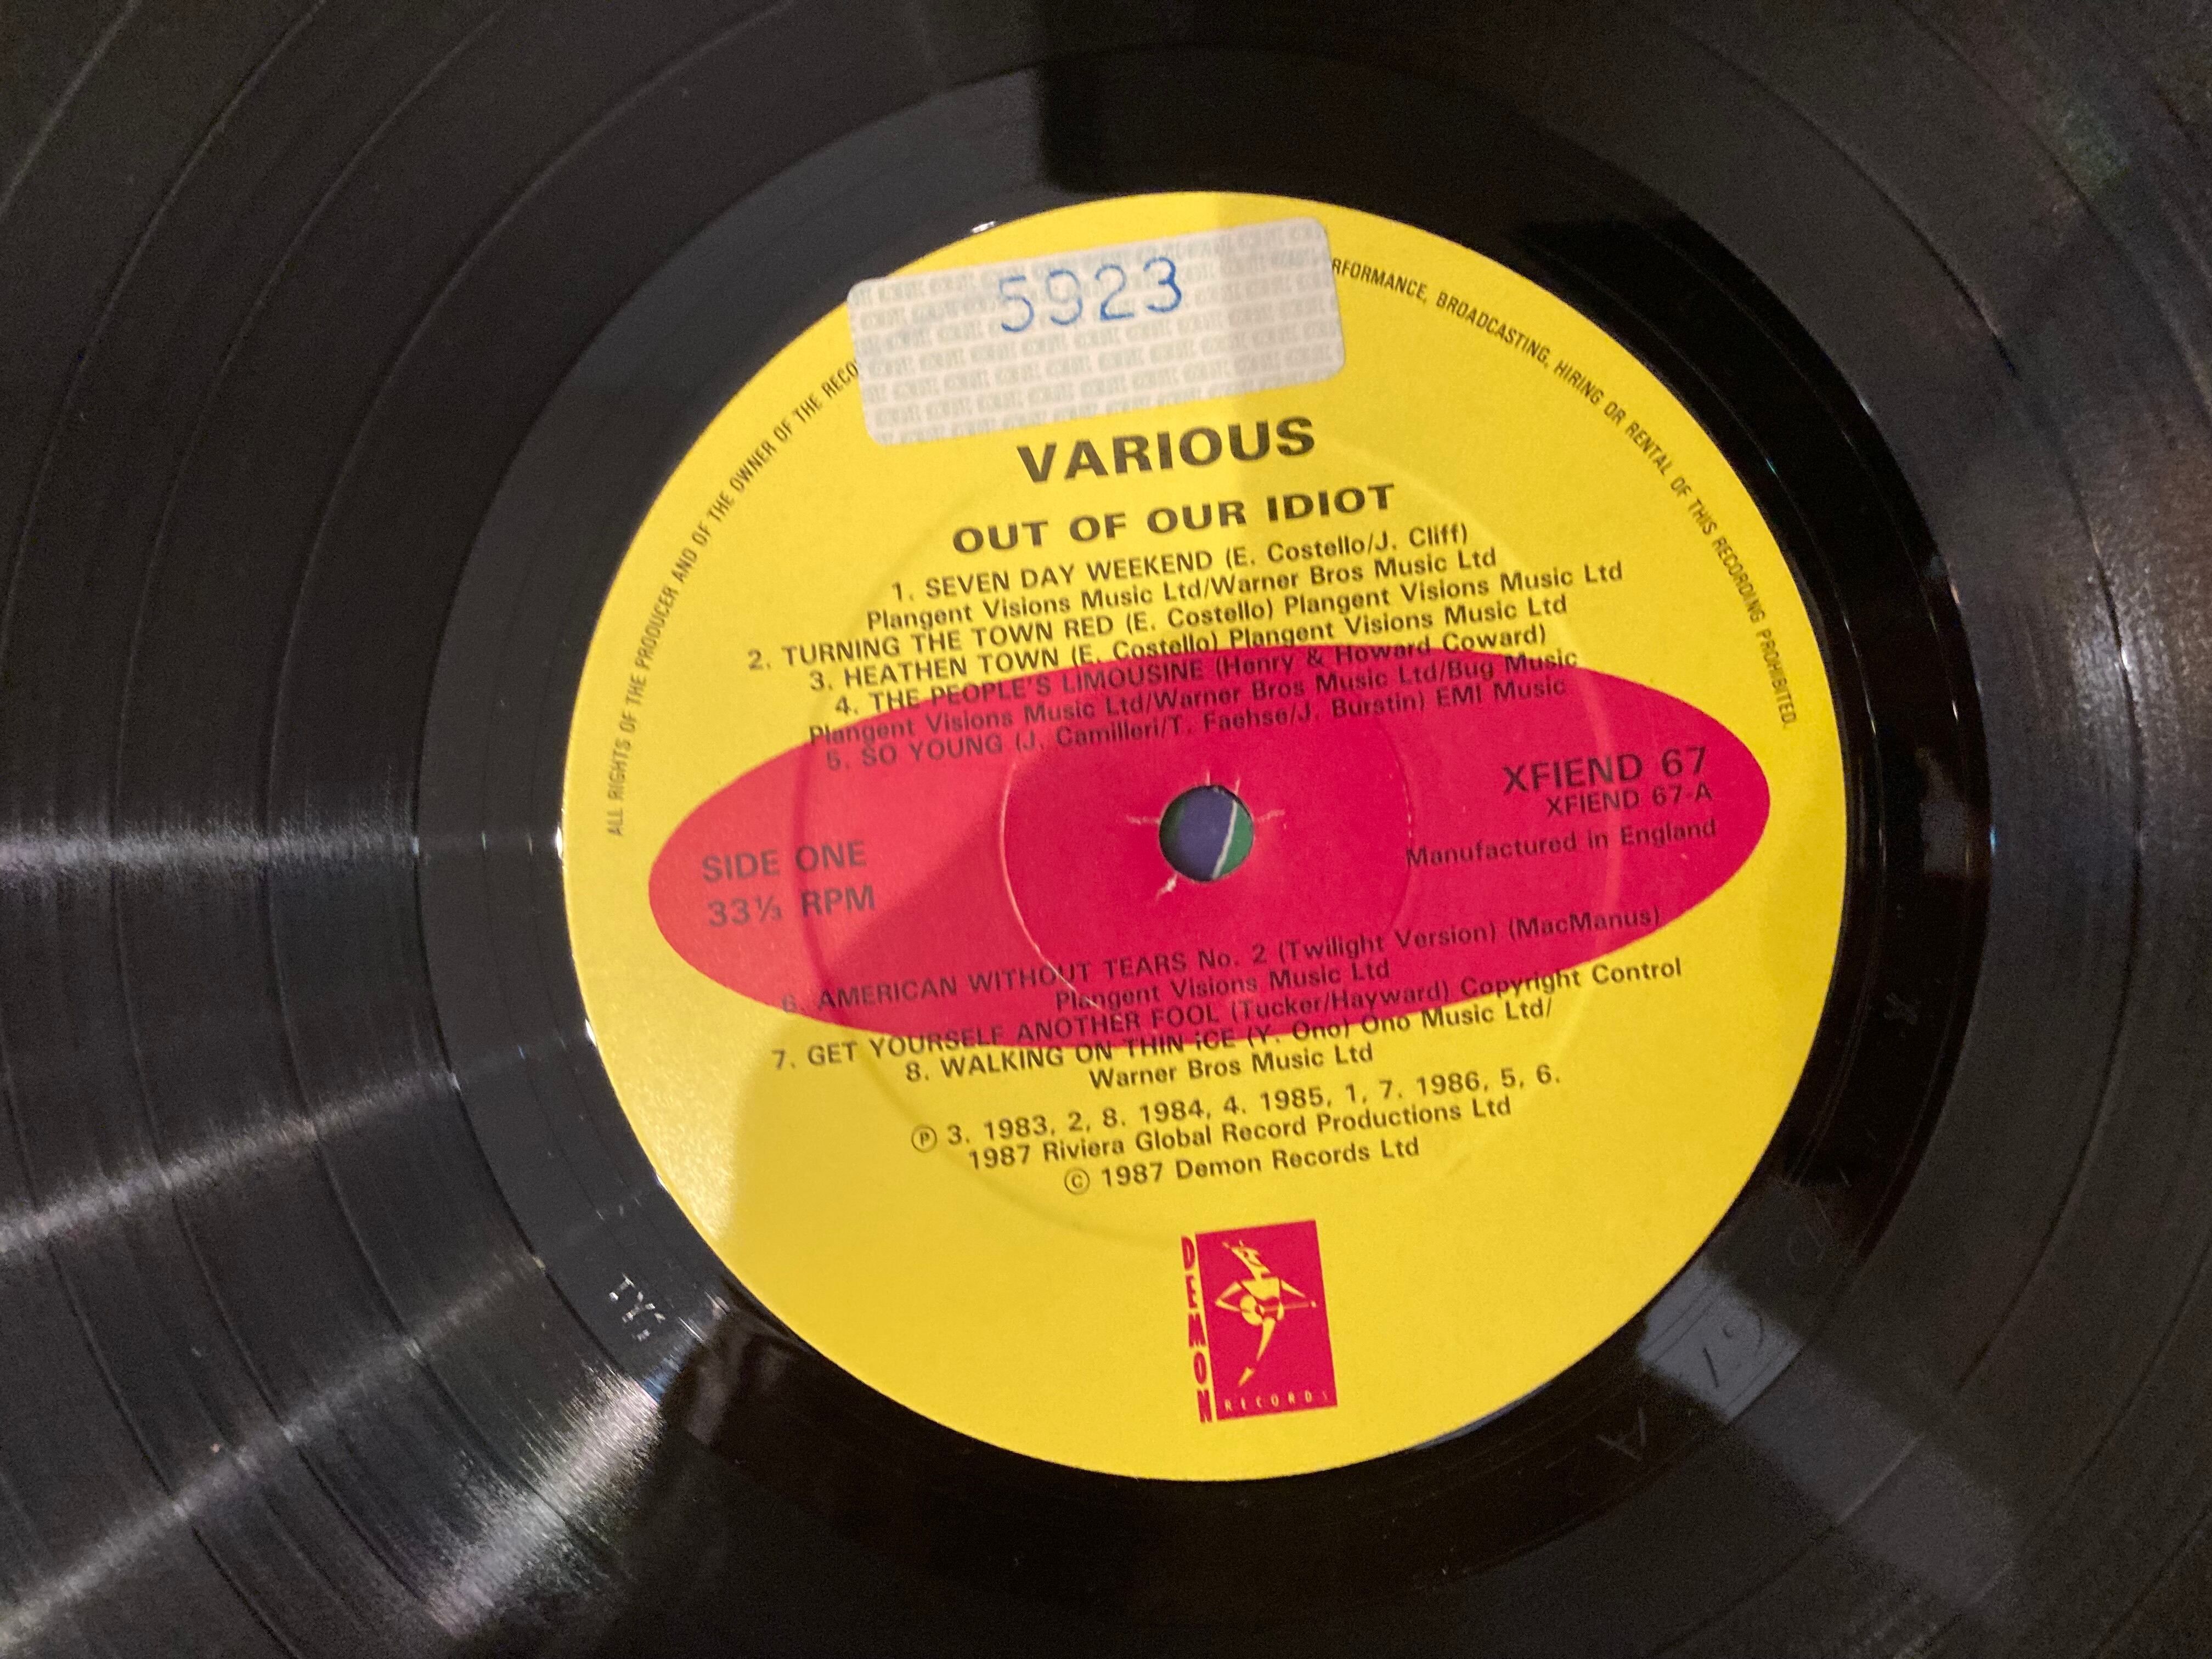 5923
ALL RIGHTS OF THE PRODUCER AND OF THE OWNER OF THE
PERFORMANCE, BROADCASTING, HIRING OR RENTAL OF THIS RECORDING PROHIBITED.
VARIOUS
OUT OF OUR IDIOT
1. SEVEN DAY WEEKEND (E. Costello/J. Cliff)
Plangent Visions Music Ltd/Warner Bros Music Ltd
2. TURNING THE TOWN RED (E. Costello) Plangent Visions Music Ltd
3. HEATHEN TOWN (E. Costello) Plangent Visions Music Ltd
4. THE PEOPLE'S LIMOUSINE (Henry & Howard Coward)
Plangent Visions Music Ltd/Warner Bros Music Ltd/Bug Music
5. SO YOUNG (J. Camilleri/T. Faehse/J. Burstin) EMI Music
XFIEND 67
XFIEND 67-A
Manufactured in England
SIDE ONE
33⅓ RPM
6. AMERICAN WITHOUT TEARS No. 2 (Twilight Version) (MacManus)
Plangent Visions Music Ltd
7. GET YOURSELF ANOTHER FOOL (Tucker/Hayward) Copyright Control
8. WALKING ON THIN iCE (Y. Ono) Ono Music Ltd/
Warner Bros Music Ltd
℗ 3. 1983, 2, 8. 1984, 4. 1985, 1, 7. 1986, 5, 6.
1987 Riviera Global Record Productions Ltd
© 1987 Demon Records Ltd
DEMON
RECORDS